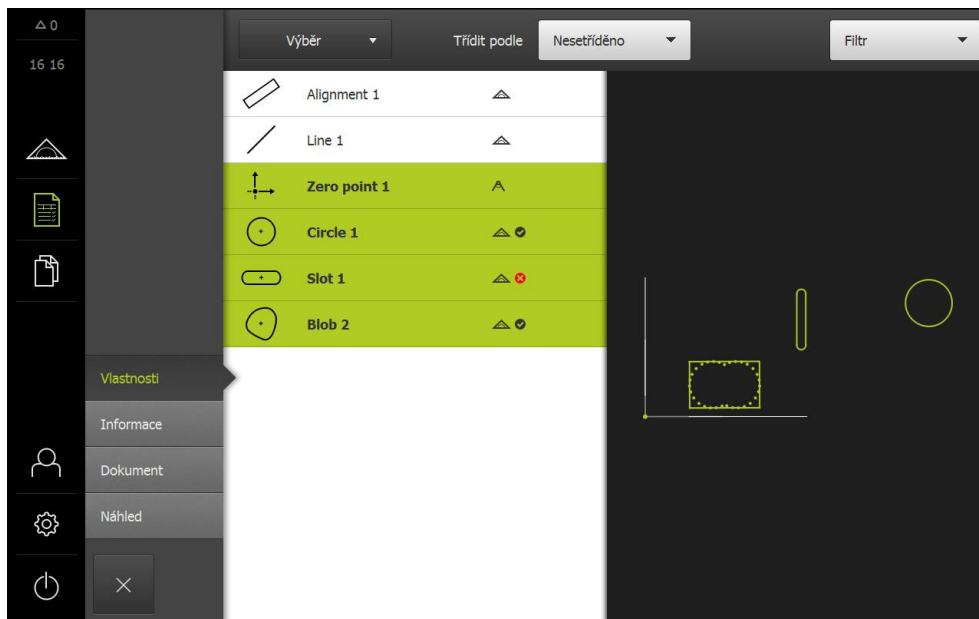 0
16 16
Výběr
Třídit podle
Nesetříděno
Filtr
Alignment 1
Line 1
Zero point 1
Circle 1
Slot 1
Blob 2
Vlastnosti
Informace
Dokument
Náhled